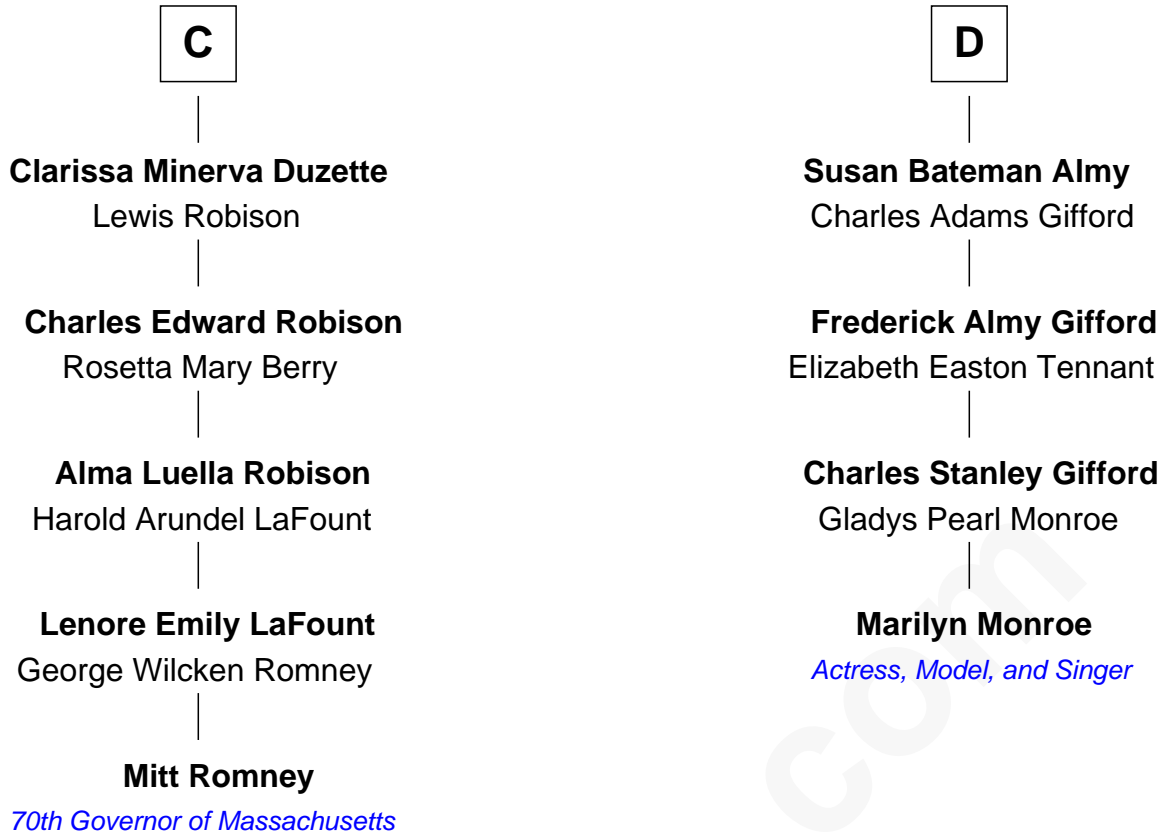 C
Clarissa Minerva Duzette
Lewis Robison
Charles Edward Robison
Rosetta Mary Berry
Alma Luella Robison
Harold Arundel LaFount
Lenore Emily LaFount
George Wilcken Romney
Mitt Romney
70th Governor of Massachusetts
D
Susan Bateman Almy
Charles Adams Gifford
Frederick Almy Gifford
Elizabeth Easton Tennant
Charles Stanley Gifford
Gladys Pearl Monroe
Marilyn Monroe
Actress, Model, and Singer
com